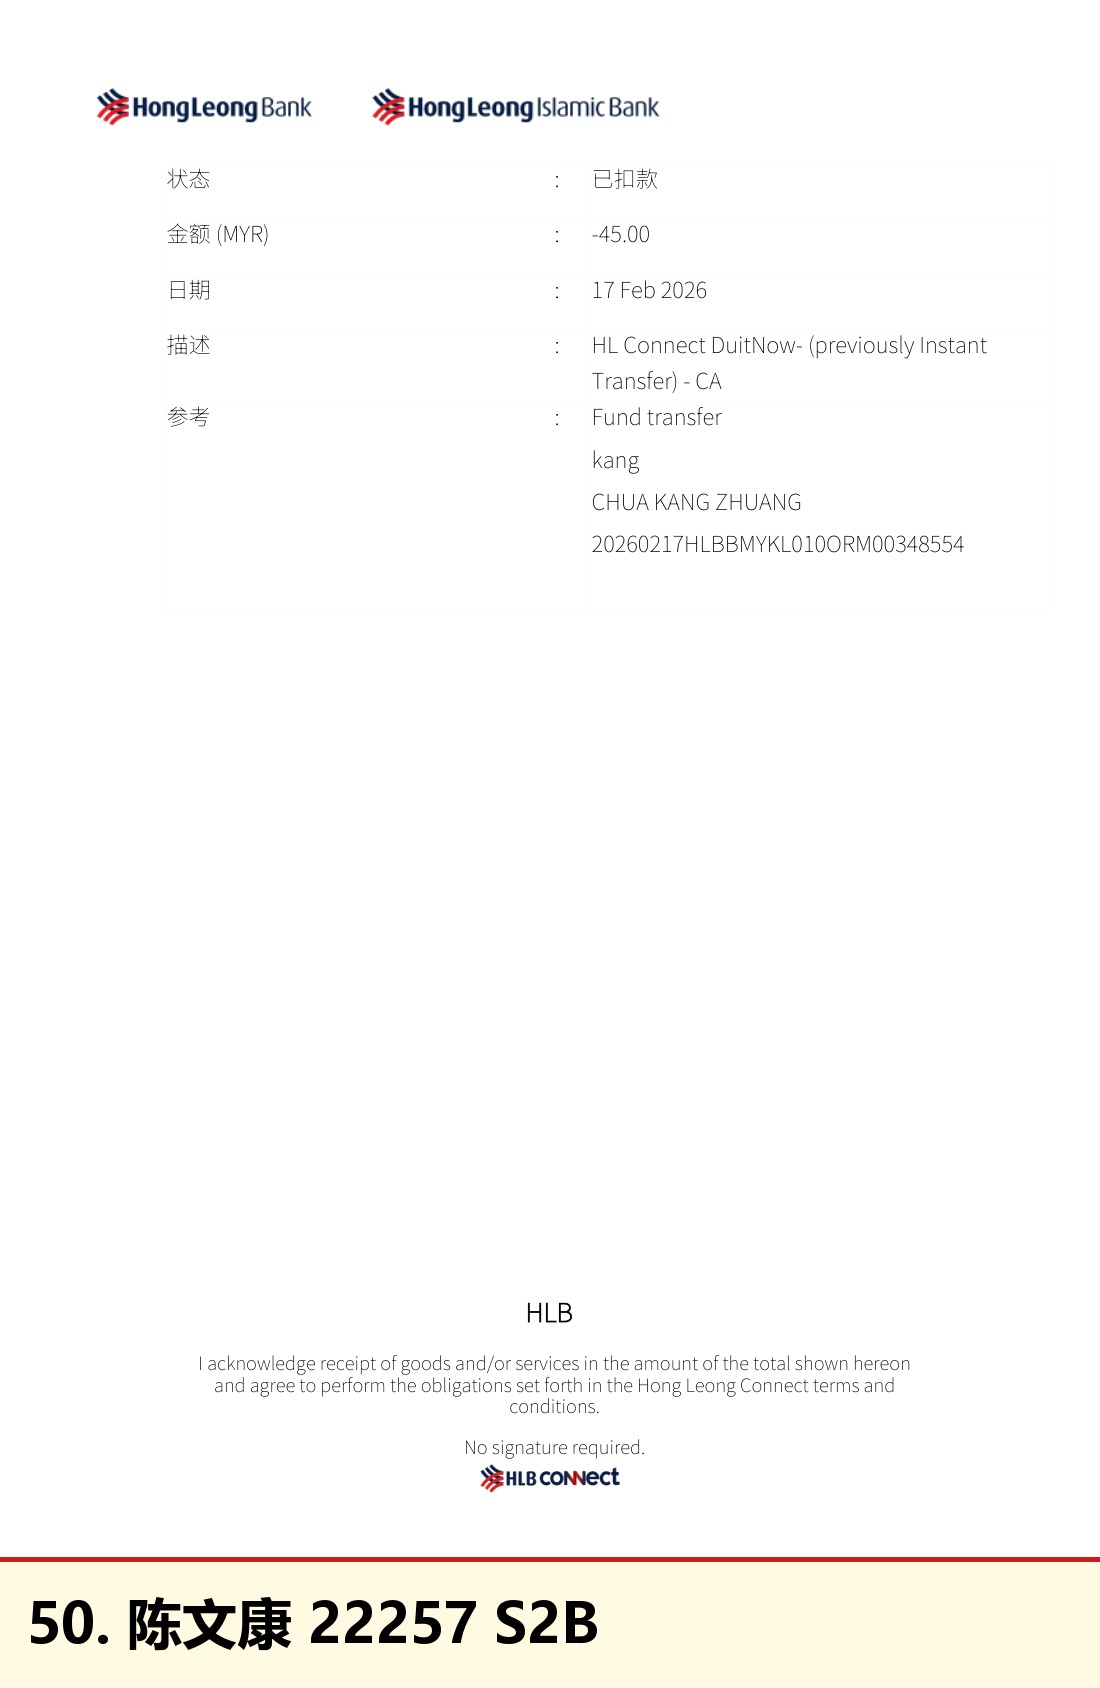 HongLeong Bank HongLeong Islamic Bank
状态 : 已扣款
金额 (MYR) : -45.00
日期 : 17 Feb 2026
描述 : HL Connect DuitNow- (previously Instant
Transfer) - CA
参考 : Fund transfer
kang
CHUA KANG ZHUANG
20260217HLBBMYKL010ORM00348554
HLB
I acknowledge receipt of goods and/or services in the amount of the total shown hereon
and agree to perform the obligations set forth in the Hong Leong Connect terms and
conditions.
No signature required.
HLB CONNect
50. 陈文康 22257 S2B